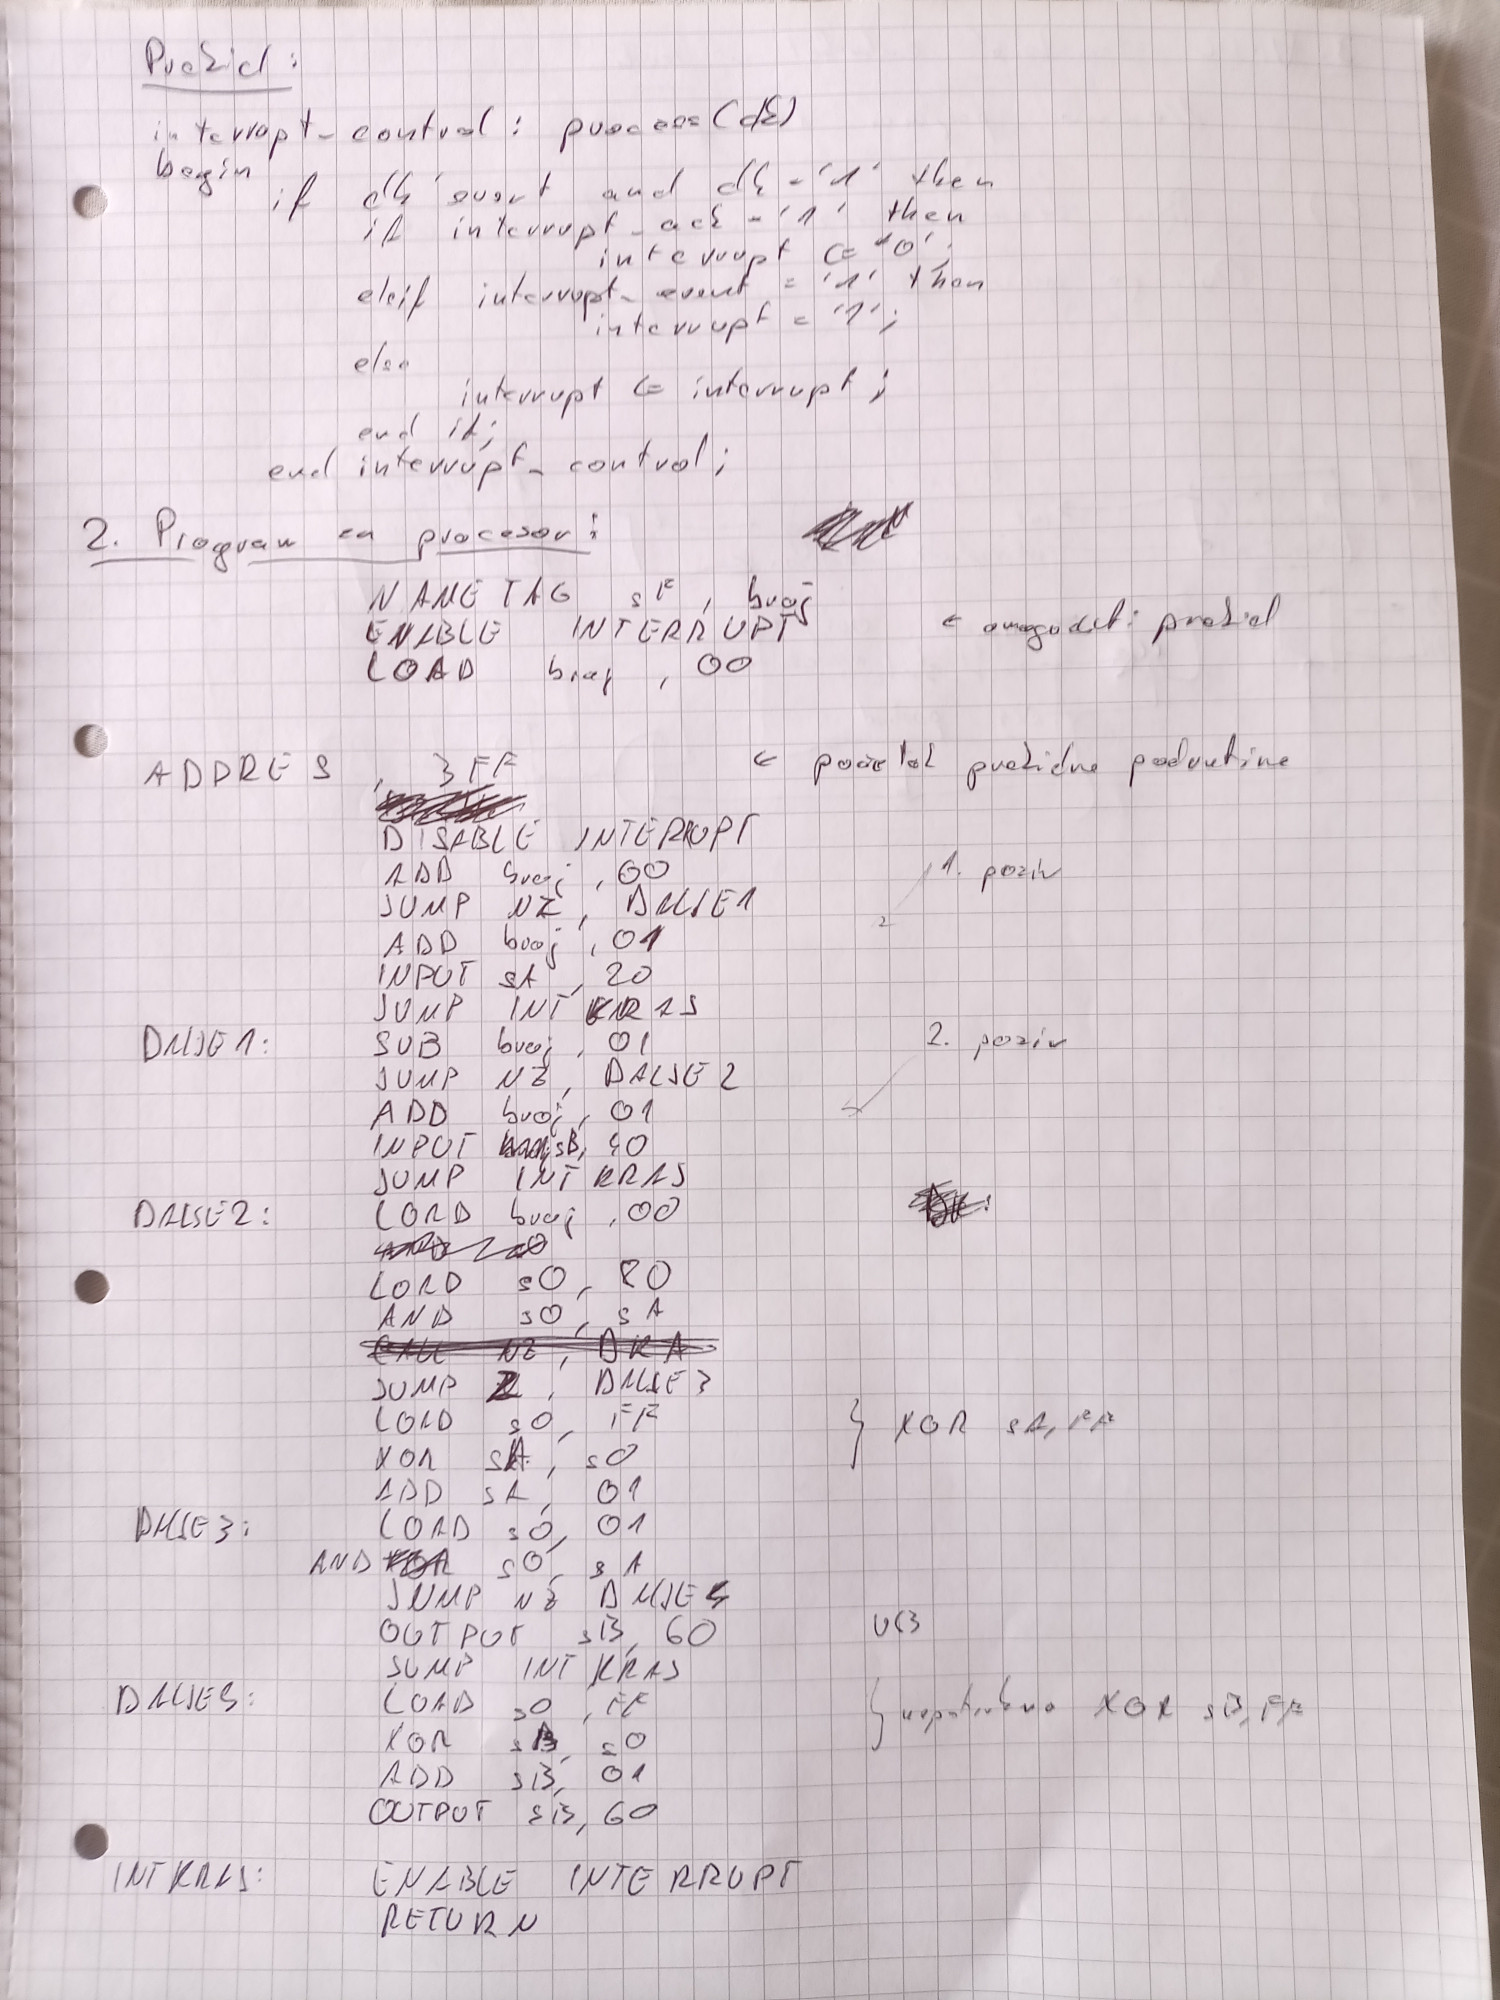 Prekid:
interrupt_control: process(clk)
begin
if clk'event and clk='1' then
if interrupt_ack='1' then
interrupt <= '0';
elsif interrupt_event = '1' then
interrupt = '1';
else
interrupt <= interrupt;
end if;
end interrupt_control;
2. Program za procesor:
NAMETAG sF, broj
ENABLE INTERRUPT ← omogućiti prekid
LOAD broj, 00
ADDRES, 3FF ← početak prekidne podrutine
DISABLE INTERRUPT
ADD broj, 00 1. poziv
JUMP NZ, DALJE1
ADD broj, 01
INPUT sA, 20
JUMP INTKRAJ
DALJE1: SUB broj, 01 2. poziv
JUMP NZ, DALJE2
ADD broj, 01
INPUT sB, 40
JUMP INTKRAJ
DALJE2: LOAD broj, 00
LOAD s0, 80
AND s0, sA
JUMP Z, DALJE3
LOAD s0, FF } XOR sA, FF
XOR sA, s0
ADD sA, 01
DALJE3: LOAD s0, 01
AND s0, sA
JUMP NZ DALJE4
OUTPUT sB, 60
JUMP INTKRAJ
DALJE4: LOAD s0, FF } XOR sB, FF
XOR sB, s0
ADD sB, 01
OUTPUT sB, 60
INTKRAJ: ENABLE INTERRUPT
RETURN